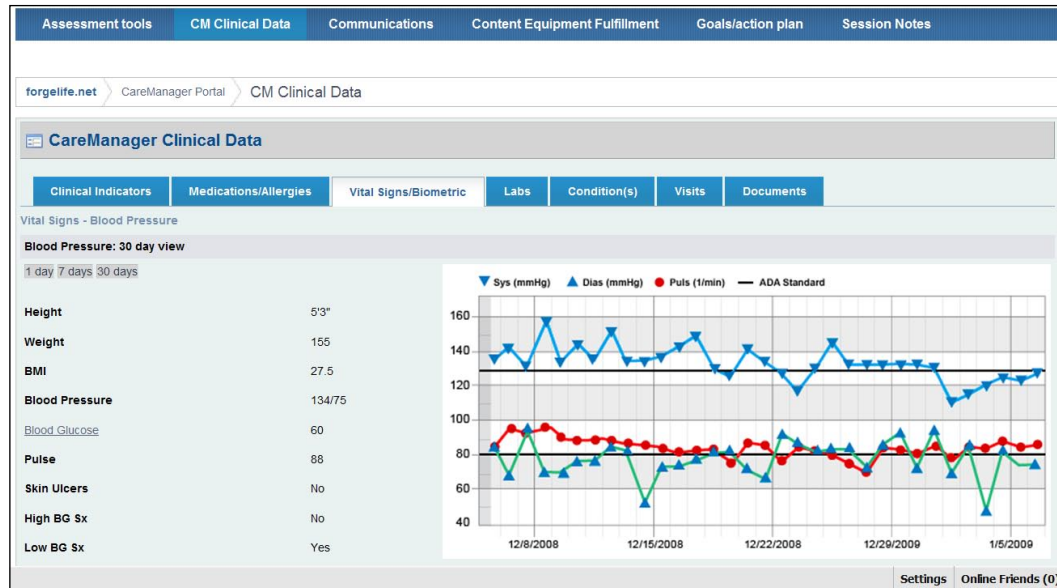 Assessment tools CM Clinical Data Communications Content Equipment Fulfillment Goals/action plan Session Notes
forgelife.net CareManager Portal CM Clinical Data
CareManager Clinical Data
Clinical Indicators Medications/Allergies Vital Signs/Biometric Labs Condition(s) Visits Documents
Vital Signs - Blood Pressure
Blood Pressure: 30 day view
1 day 7 days 30 days
Height 5'3"
Weight 155
BMI 27.5
Blood Pressure 134/75
Blood Glucose 60
Pulse 88
Skin Ulcers No
High BG Sx No
Low BG Sx Yes
Sys (mmHg) Dias (mmHg) Puls (1/min) ADA Standard
160
140
120
100
80
60
40
12/8/2008 12/15/2008 12/22/2008 12/29/2009 1/5/2009
Settings Online Friends (0)